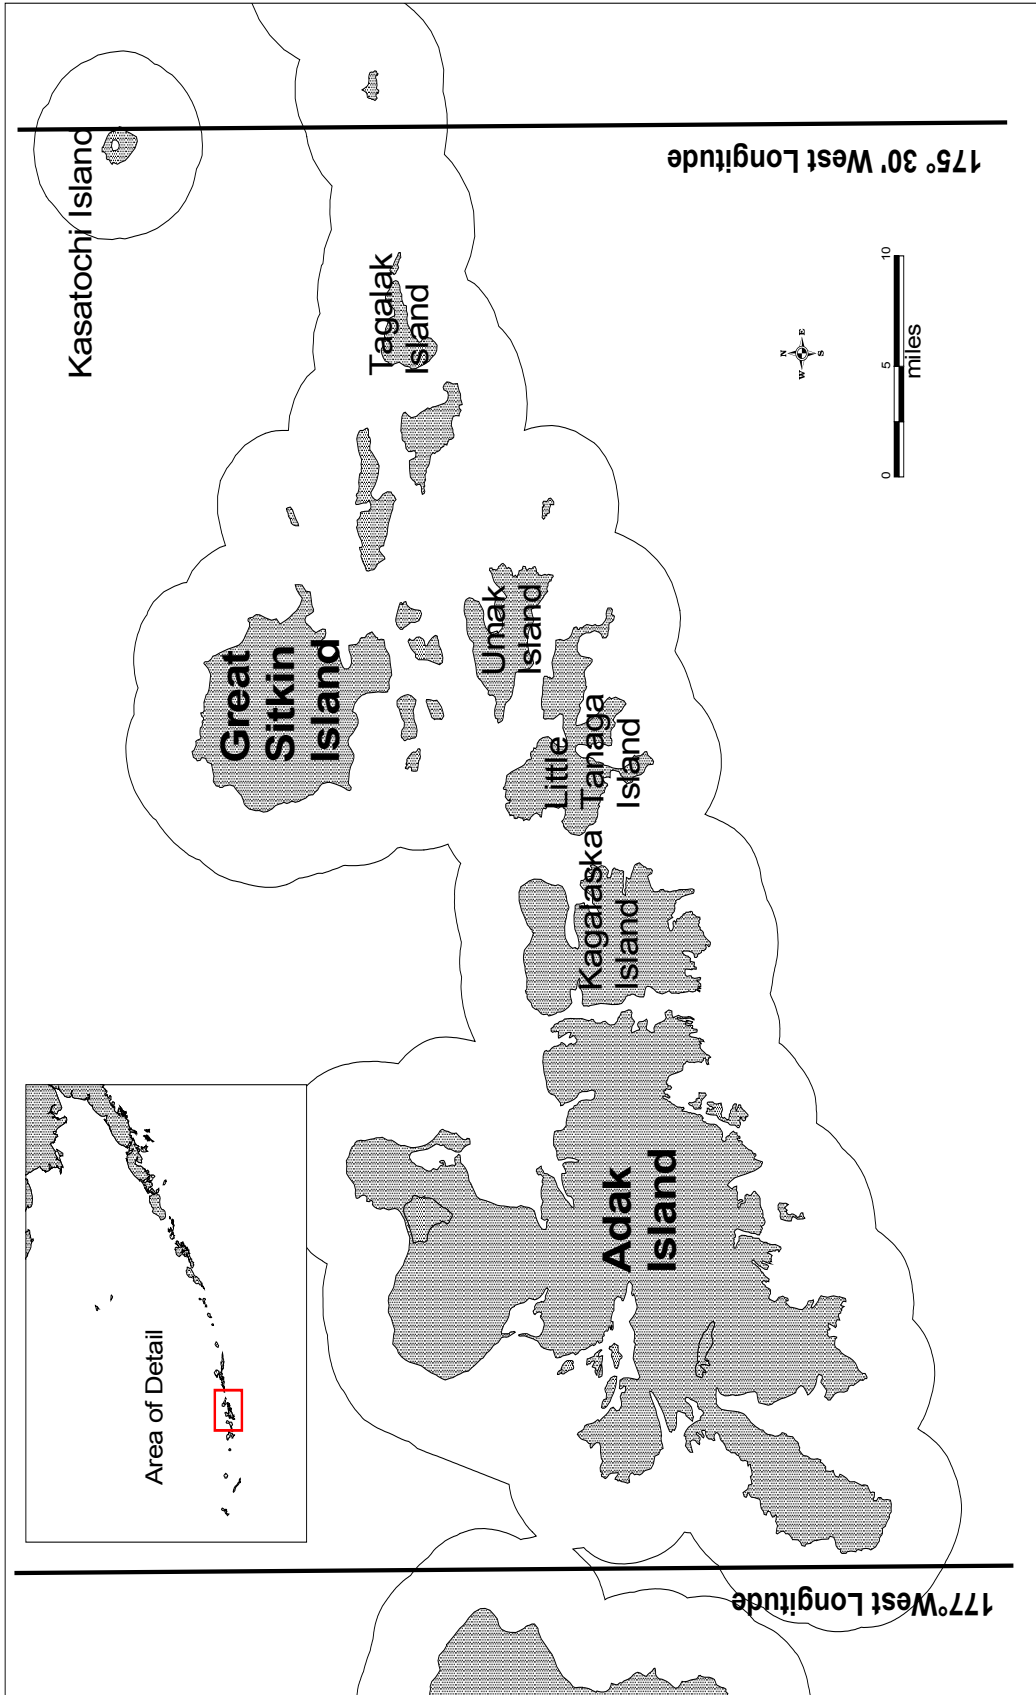 Kasatochi Island
175° 30' West Longitude
Tagalak
Island
Great
Sitkin
Island
Umak
Island
Little
Tanaga
Island
Kagalaska
Island
Adak
Island
N
W E
S
0 5 10
miles
Area of Detail
177°West Longitude